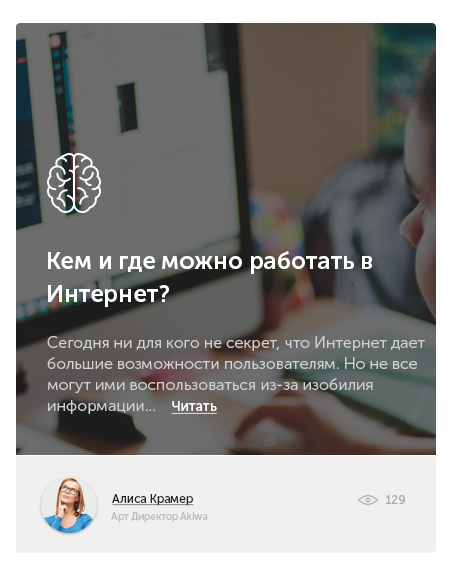 Кем и где можно работать в
Интернет?
Сегодня ни для кого не секрет, что Интернет дает
большие возможности пользователям. Но не все
могут ими воспользоваться из-за изобилия
информации... Читать
Алиса Крамер
129
Арт Директор Akiwa